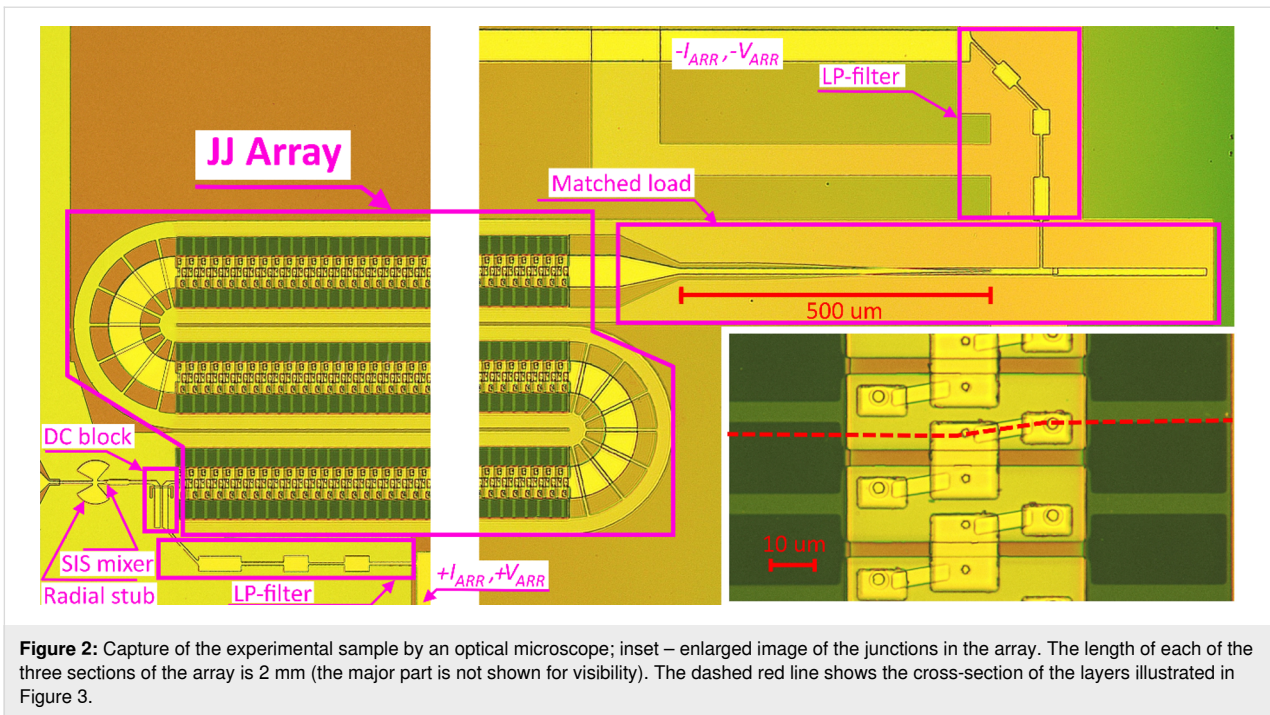 -I_ARR,-V_ARR
LP-filter
JJ Array
Matched load
500 um
DC block
10 um
SIS mixer
+I_ARR,+V_ARR
Radial stub
LP-filter
Figure 2: Capture of the experimental sample by an optical microscope; inset – enlarged image of the junctions in the array. The length of each of the
three sections of the array is 2 mm (the major part is not shown for visibility). The dashed red line shows the cross-section of the layers illustrated in
Figure 3.